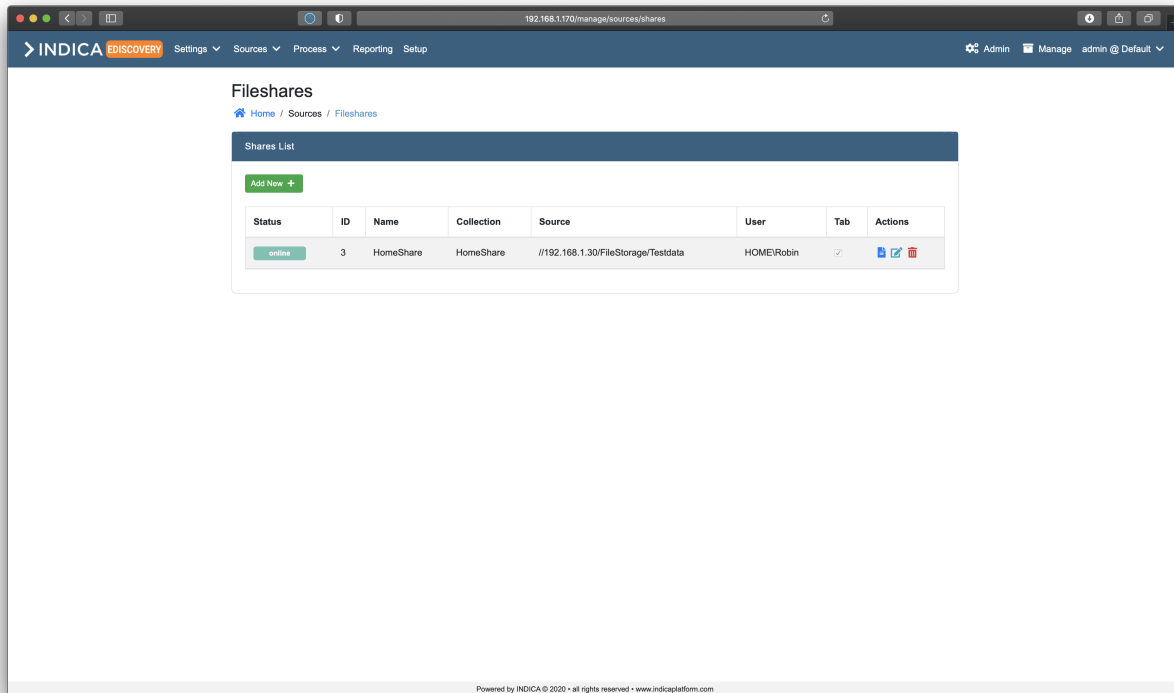 192.168.1.170/manage/sources/shares
INDICA EDISCOVERY Settings Sources Process Reporting Setup Admin Manage admin @ Default
Fileshares
Home / Sources / Fileshares
Shares List
Add New +
Status ID Name Collection Source User Tab Actions
online 3 HomeShare HomeShare //192.168.1.30/FileStorage/Testdata HOME\Robin
Powered by INDICA © 2020 • all rights reserved • www.indicaplatform.com